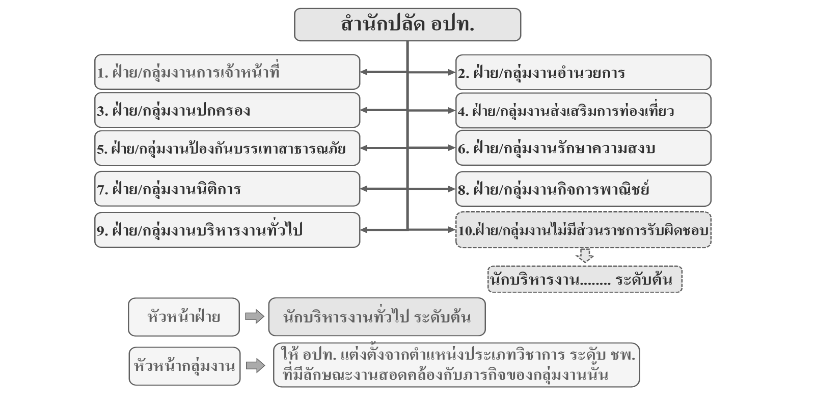 สำนักปลัด อปท.
1. ฝ่าย/กลุ่มงานการเจ้าหน้าที่
2. ฝ่าย/กลุ่มงานอำนวยการ
3. ฝ่าย/กลุ่มงานปกครอง
4. ฝ่าย/กลุ่มงานส่งเสริมการท่องเที่ยว
5. ฝ่าย/กลุ่มงานป้องกันบรรเทาสาธารณภัย
6. ฝ่าย/กลุ่มงานรักษาความสงบ
7. ฝ่าย/กลุ่มงานนิติการ
8. ฝ่าย/กลุ่มงานกิจการพาณิชย์
9. ฝ่าย/กลุ่มงานบริหารงานทั่วไป
10.ฝ่าย/กลุ่มงานไม่มีส่วนราชการรับผิดชอบ
นักบริหารงาน........ ระดับต้น
หัวหน้าฝ่าย
นักบริหารงานทั่วไป ระดับต้น
หัวหน้ากลุ่มงาน
ให้ อปท. แต่งตั้งจากตำแหน่งประเภทวิชาการ ระดับ ชพ.
ที่มีลักษณะงานสอดคล้องกับภารกิจของกลุ่มงานนั้น